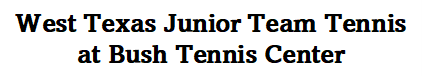 West Texas Junior Team Tennis
at Bush Tennis Center